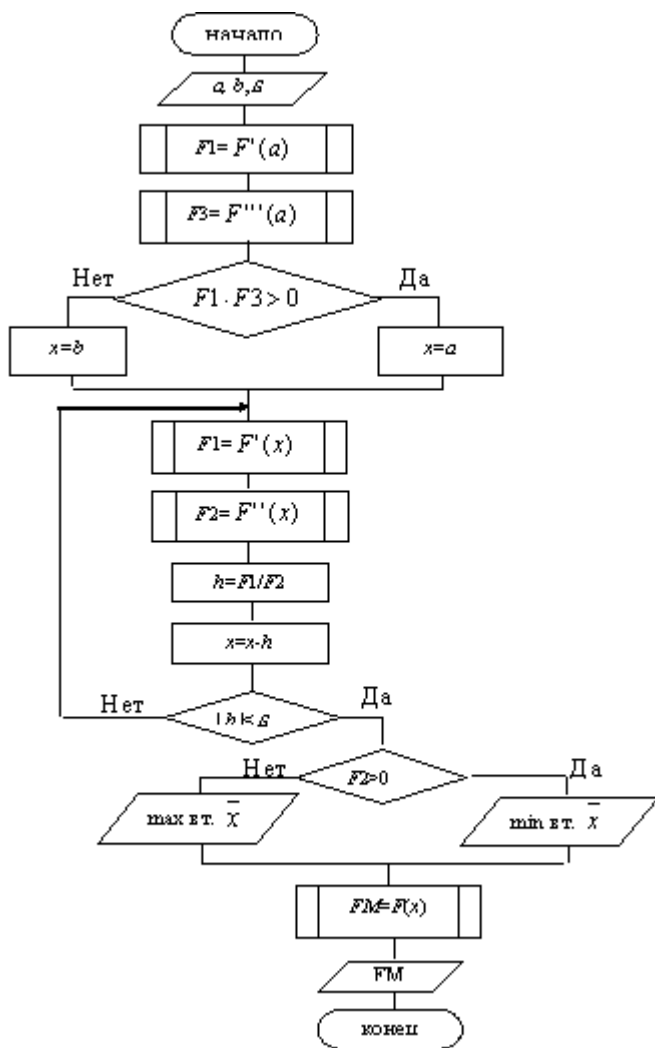 начало
a, b, ε
F1= F'(a)
F3= F'''(a)
Нет
Да
F1 · F3 > 0
x=b
x=a
F1= F'(x)
F2= F''(x)
h=F1/F2
x=x-h
Нет
Да
|h|< ε
Нет
Да
F2>0
max в т. x̄
min в т. x̄
FM=F(x)
FM
конец